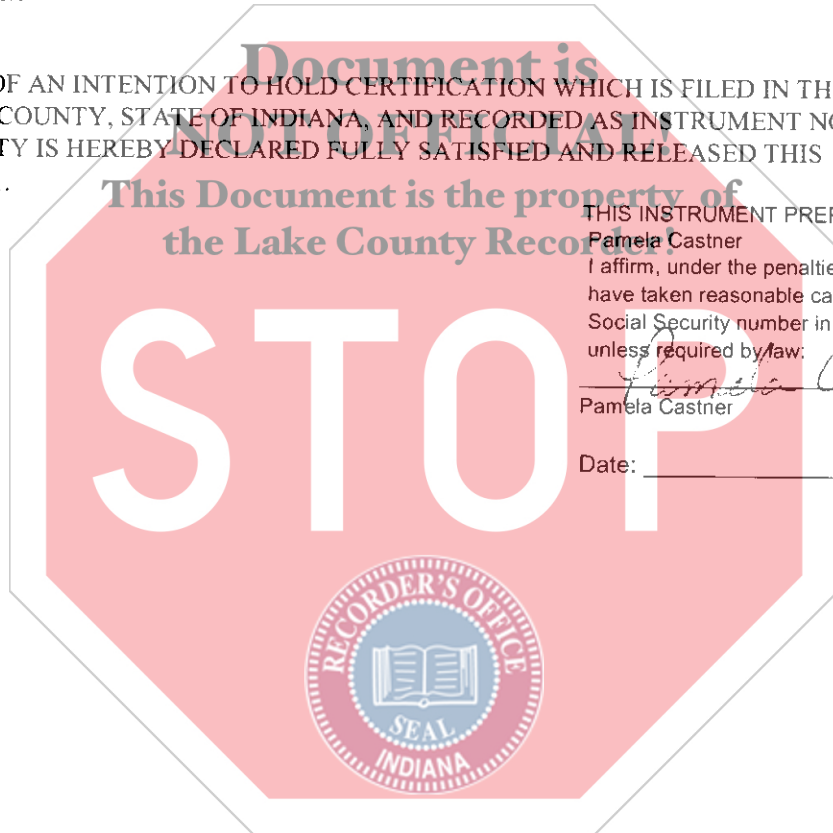 Document is
OF AN INTENTION TO HOLD CERTIFICATION WHICH IS FILED IN TH
COUNTY, STATE OF INDIANA, AND RECORDED AS INSTRUMENT NO
NOT OFFICIAL!
TY IS HEREBY DECLARED FULLY SATISFIED AND RELEASED THIS
This Document is the property of
the Lake County Recorder!
THIS INSTRUMENT PREP
Pamela Castner
I affirm, under the penaltie
have taken reasonable ca
Social Security number in
unless required by law:
Pamela C
Pamela Castner
Date:
STOP
RECORDER'S OFFICE
SEAL
INDIANA